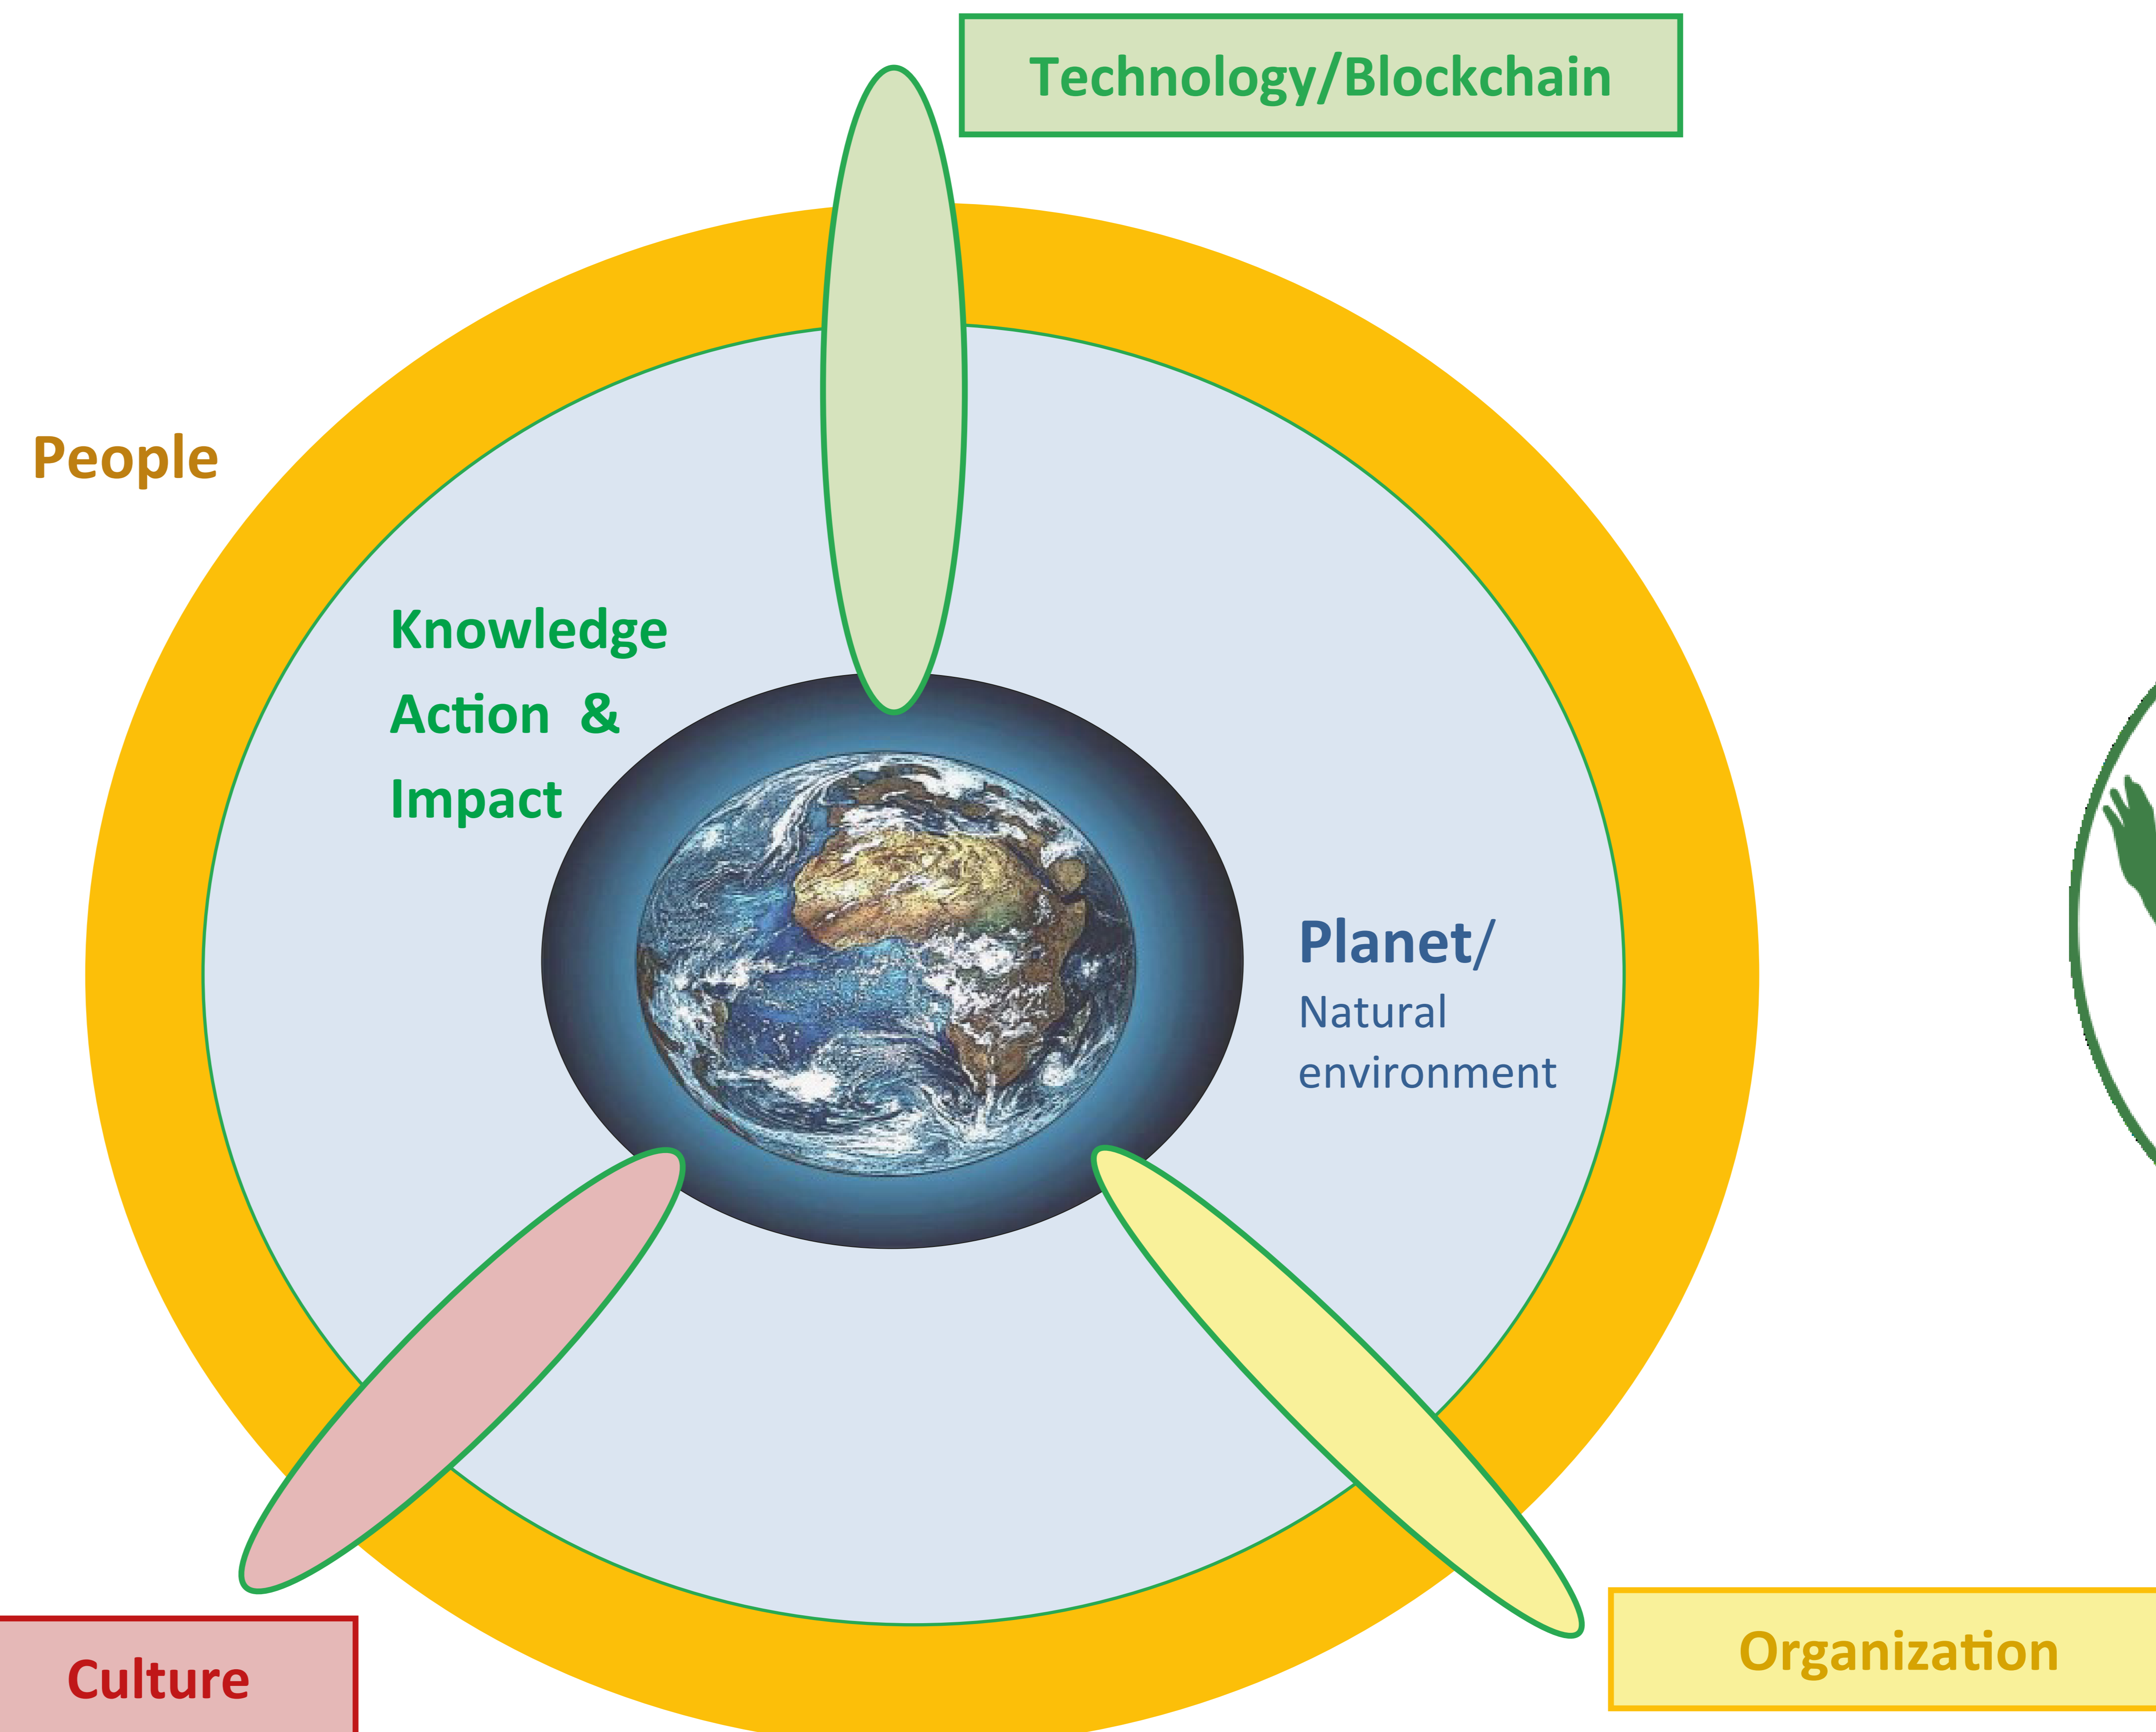 Technology/Blockchain
People
Knowledge
Action &
Impact
Planet/
Natural
environment
Culture
Organization